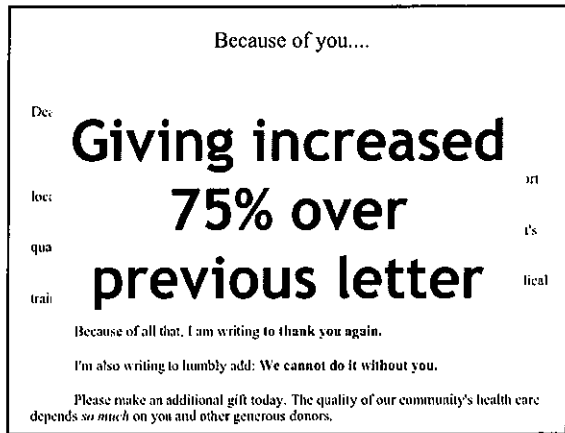 Because of you....
Giving increased
75% over
previous letter
Because of all that, I am writing to thank you again.
I'm also writing to humbly add: We cannot do it without you.
Please make an additional gift today. The quality of our community's health care
depends so much on you and other generous donors.